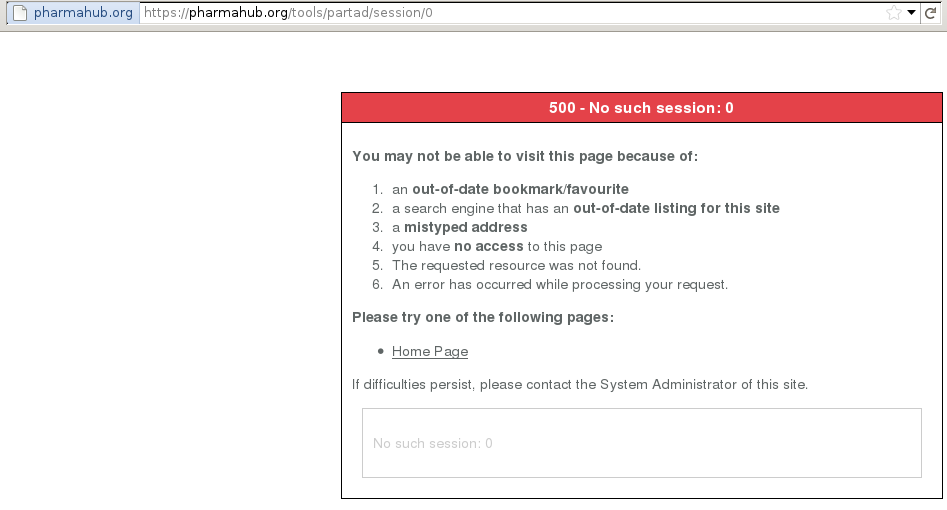 pharmahub.org https://pharmahub.org/tools/partad/session/0
500 - No such session: 0
You may not be able to visit this page because of:
1. an out-of-date bookmark/favourite
2. a search engine that has an out-of-date listing for this site
3. a mistyped address
4. you have no access to this page
5. The requested resource was not found.
6. An error has occurred while processing your request.
Please try one of the following pages:
• Home Page
If difficulties persist, please contact the System Administrator of this site.
No such session: 0